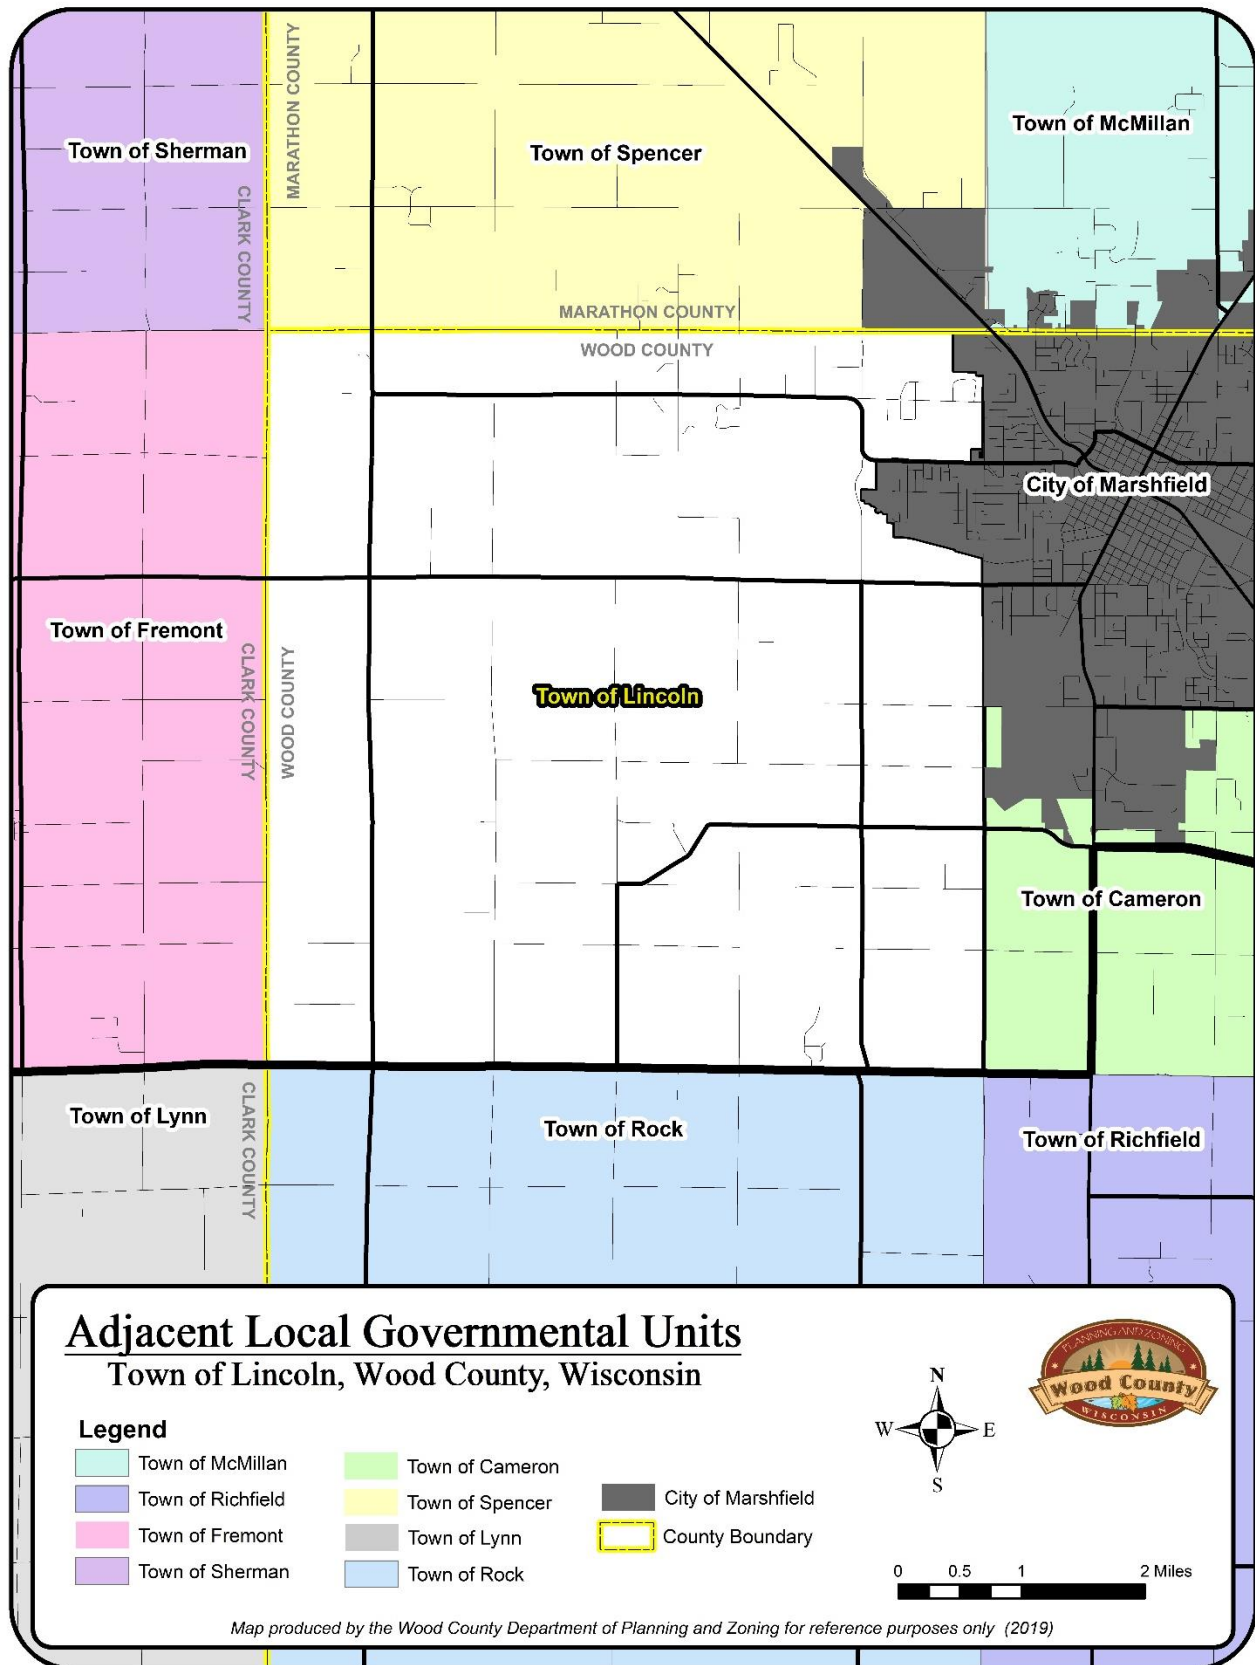 MARATHON COUNTY
Town of McMillan
Town of Sherman
Town of Spencer
CLARK COUNTY
MARATHON COUNTY
WOOD COUNTY
City of Marshfield
Town of Fremont
CLARK COUNTY
WOOD COUNTY
Town of Lincoln
Town of Cameron
CLARK COUNTY
Town of Lynn
Town of Rock
Town of Richfield
Adjacent Local Governmental Units
Town of Lincoln, Wood County, Wisconsin
Legend
Town of McMillan
Town of Richfield
Town of Fremont
Town of Sherman
Town of Cameron
Town of Spencer
Town of Lynn
Town of Rock
City of Marshfield
County Boundary
N
W E
S
PLANNING AND ZONING
Wood County
WISCONSIN
0 0.5 1 2 Miles
Map produced by the Wood County Department of Planning and Zoning for reference purposes only (2019)